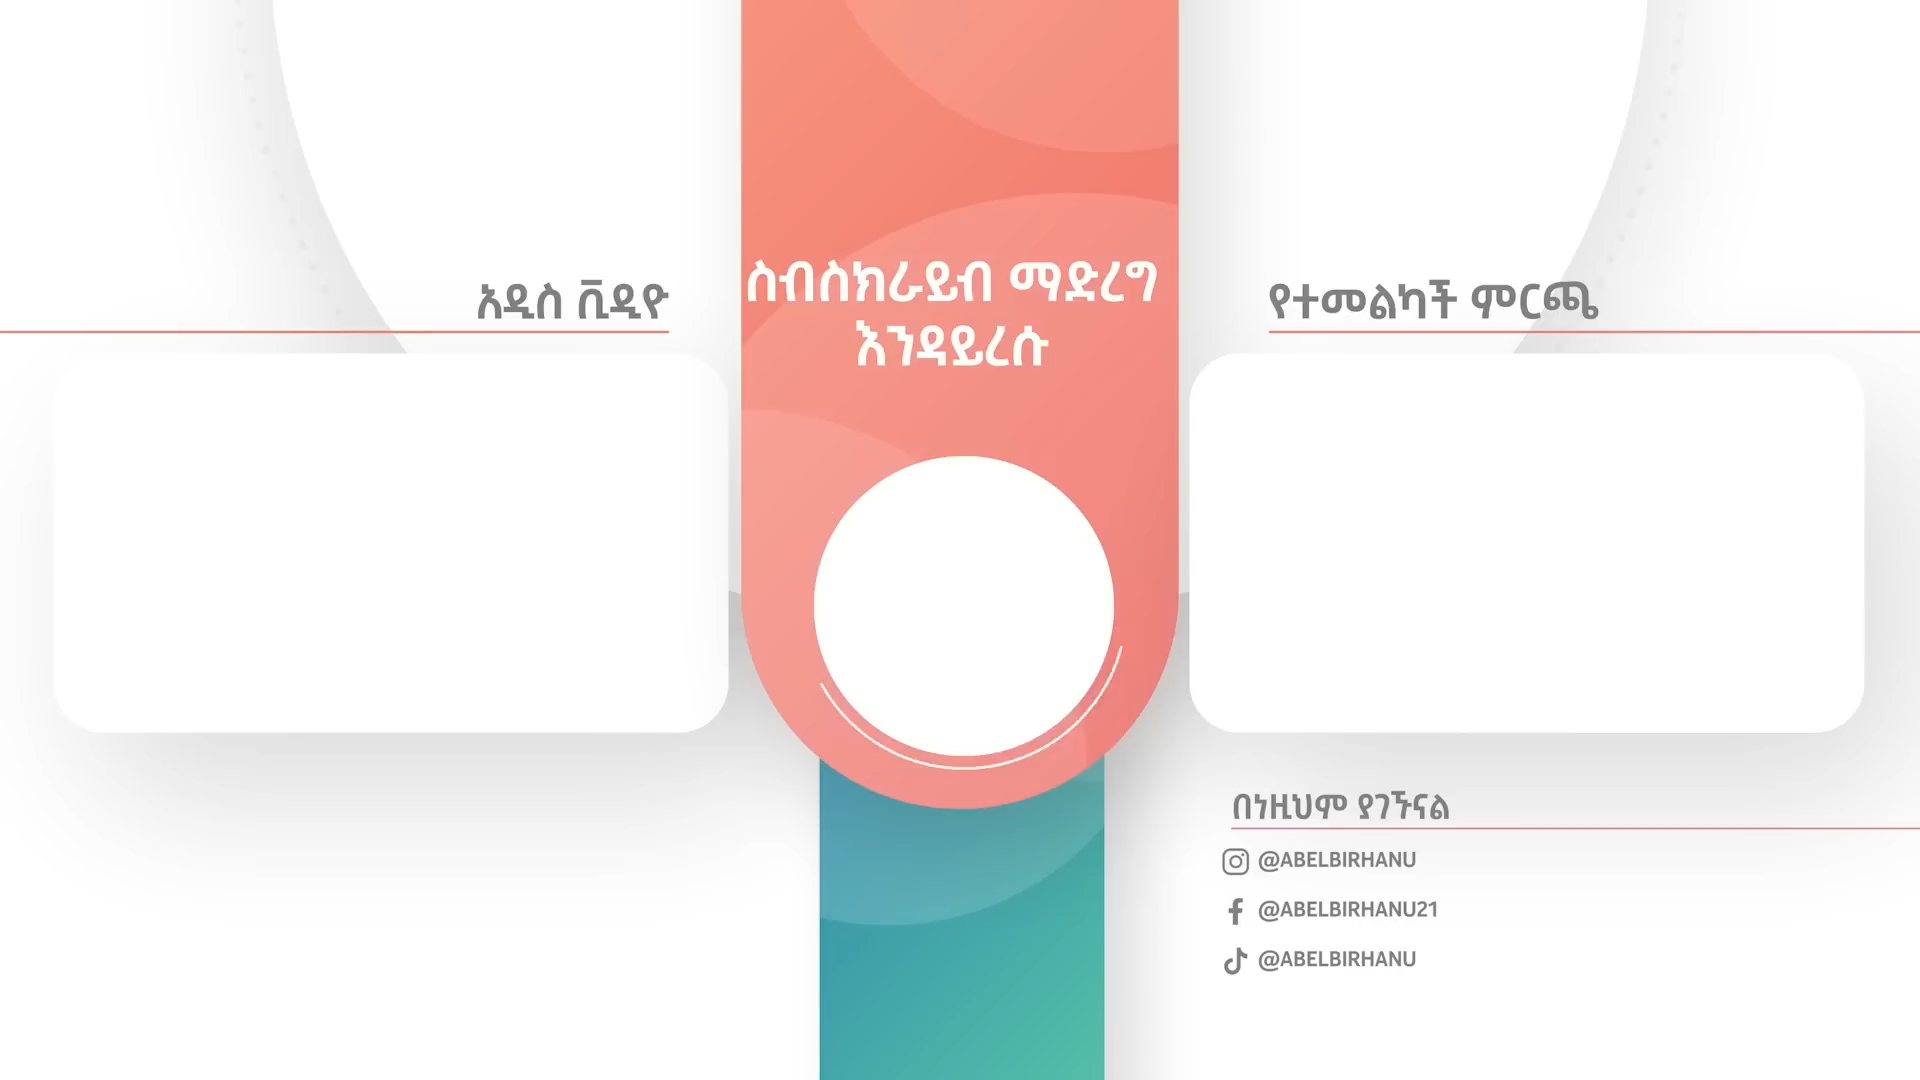 አዲስ ቪዲዮ
ስብስክራይብ ማድረግ
እንዳይረሱ
የተመልካች ምርጫ
በነዚህም ያገኙናል
@ABELBIRHANU
@ABELBIRHANU21
@ABELBIRHANU